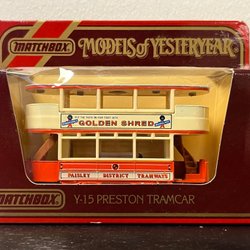 MATCHBOX
MODELS of YESTERYEAR
GOLDEN SHRED
PAISLEY DISTRICT TRAMWAYS
MATCHBOX
Y-15 PRESTON TRAMCAR